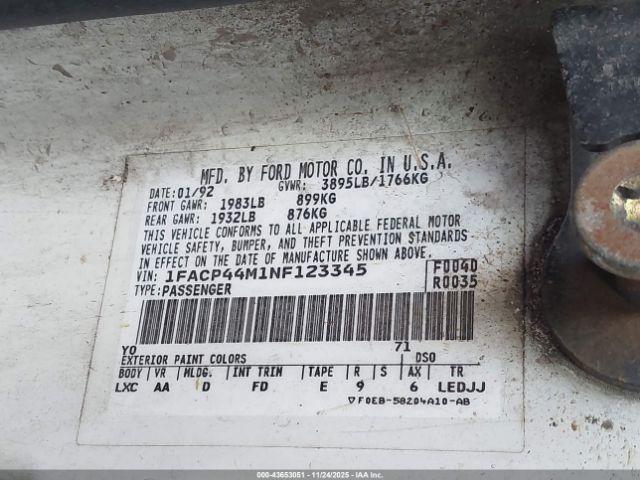 MFD. BY FORD MOTOR CO. IN U.S.A.
DATE: 01/92 GVWR: 3895LB/1766KG
FRONT GAWR: 1983LB 899KG
REAR GAWR: 1932LB 876KG
THIS VEHICLE CONFORMS TO ALL APPLICABLE FEDERAL MOTOR
VEHICLE SAFETY, BUMPER, AND THEFT PREVENTION STANDARDS
IN EFFECT ON THE DATE OF MANUFACTURE SHOWN ABOVE.
VIN: 1FACP44M1NF123345 F0040
TYPE: PASSENGER R0035
YO 71
EXTERIOR PAINT COLORS DSO
BODY VR MLDG. INT TRIM TAPE R S AX TR
LXC AA D FD E 9 6 LEDJJ
▽F0EB-58204A10-AB
000-43653051 - 11/24/2025 - IAAI.COM